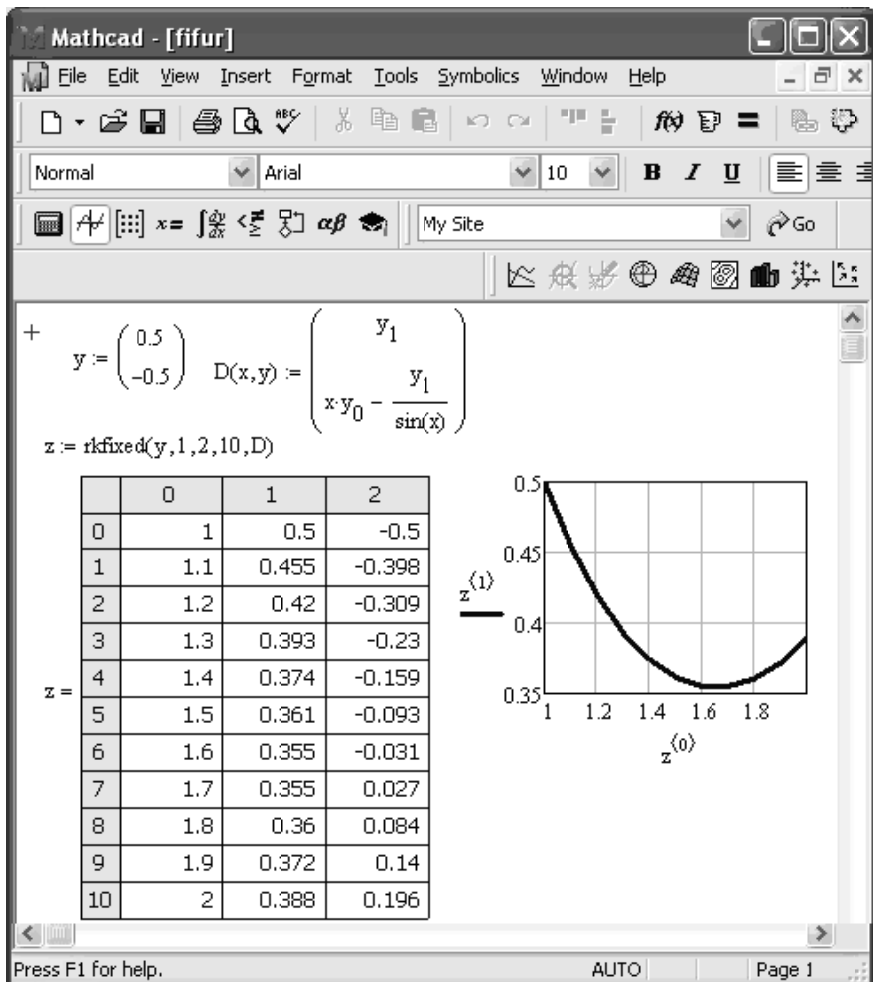 Mathcad - [fifur]
File Edit View Insert Format Tools Symbolics Window Help
ABC f(x)
Normal Arial 10 B I U
x= ∫dy/dx <≠≥ αβ My Site Go
+
y := (0.5 -0.5) D(x,y) := (y1 x·y0 − y1/sin(x))
z := rkfixed(y,1,2,10,D)
z =
0 1 2
0 1 0.5 -0.5
1 1.1 0.455 -0.398
2 1.2 0.42 -0.309
3 1.3 0.393 -0.23
4 1.4 0.374 -0.159
5 1.5 0.361 -0.093
6 1.6 0.355 -0.031
7 1.7 0.355 0.027
8 1.8 0.36 0.084
9 1.9 0.372 0.14
10 2 0.388 0.196
0.5
0.45
z⟨1⟩
0.4
0.35
1 1.2 1.4 1.6 1.8
z⟨0⟩
Press F1 for help. AUTO Page 1